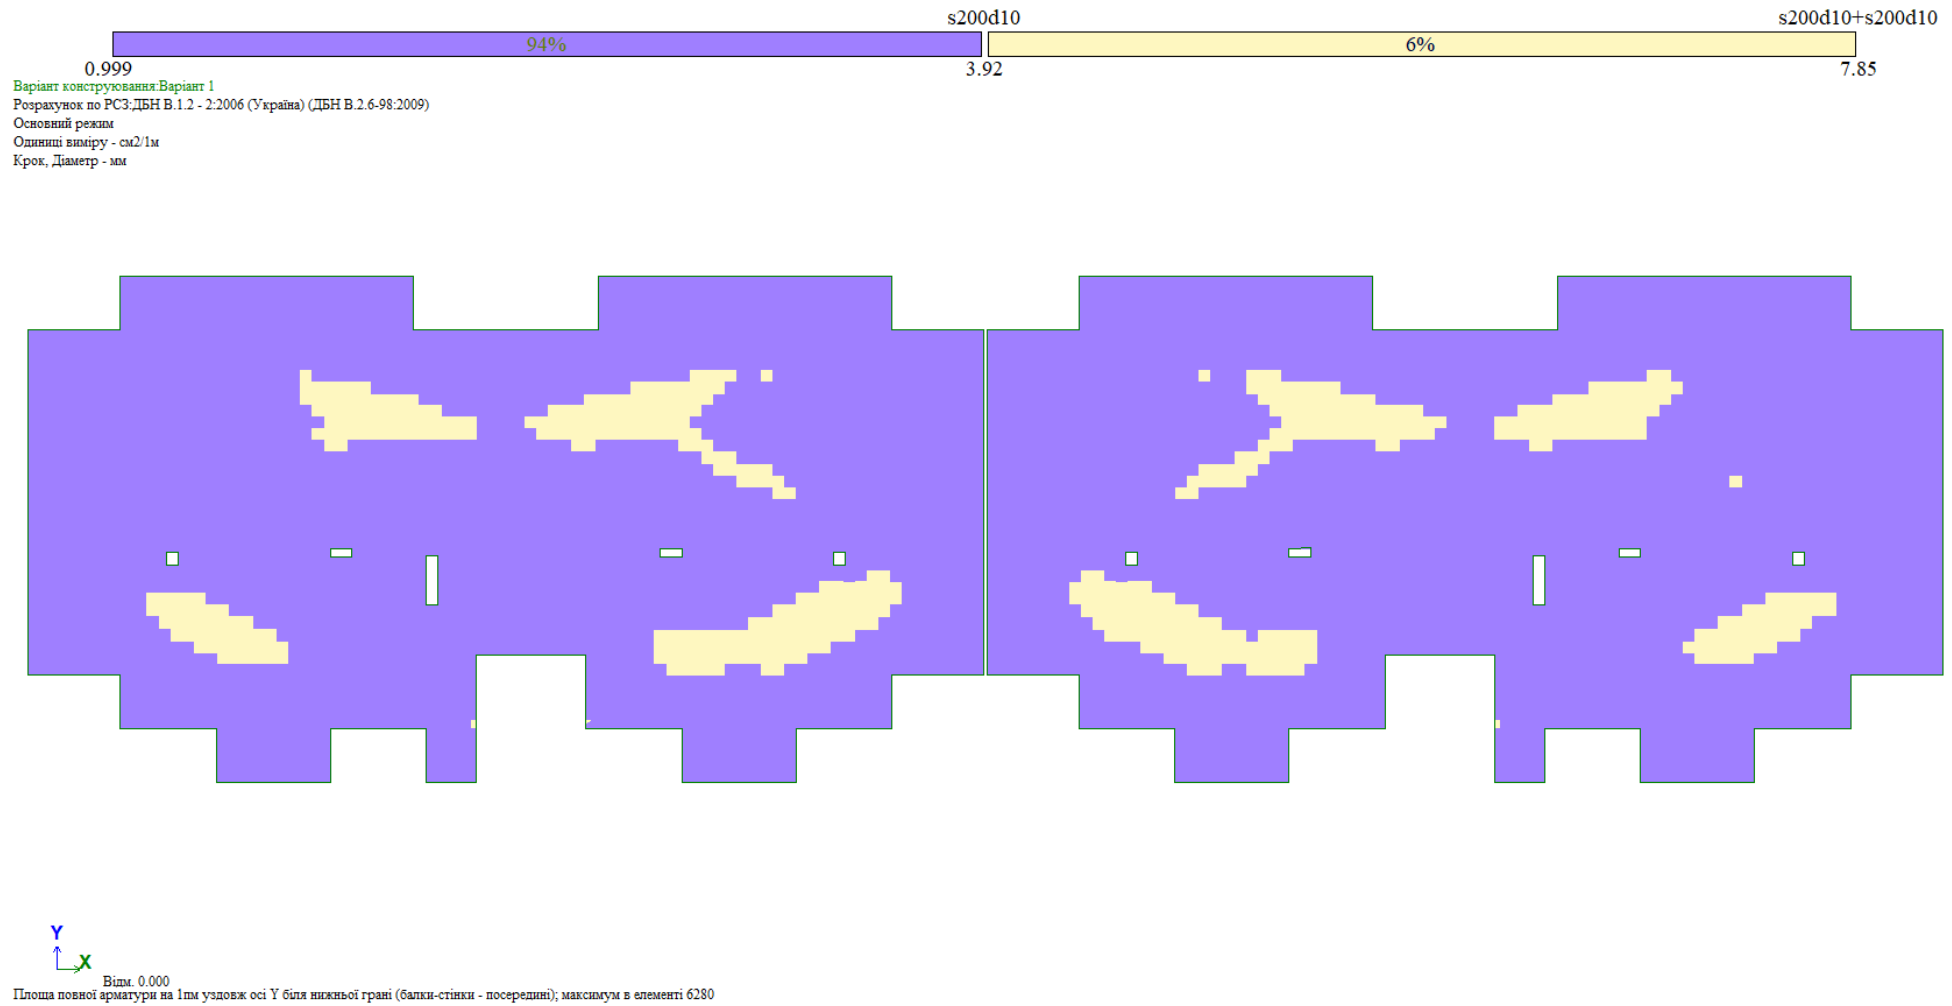 s200d10 s200d10+s200d10
94% 6%
0.999 3.92 7.85
Варіант конструювання:Варіант 1
Розрахунок по РСЗ:ДБН В.1.2 - 2:2006 (Україна) (ДБН В.2.6-98:2009)
Основний режим
Одиниці виміру - см2/1м
Крок, Діаметр - мм
Y
X
Відм. 0.000
Площа повної арматури на 1пм уздовж осі Y біля нижньої грані (балки-стінки - посередині); максимум в елементі 6280